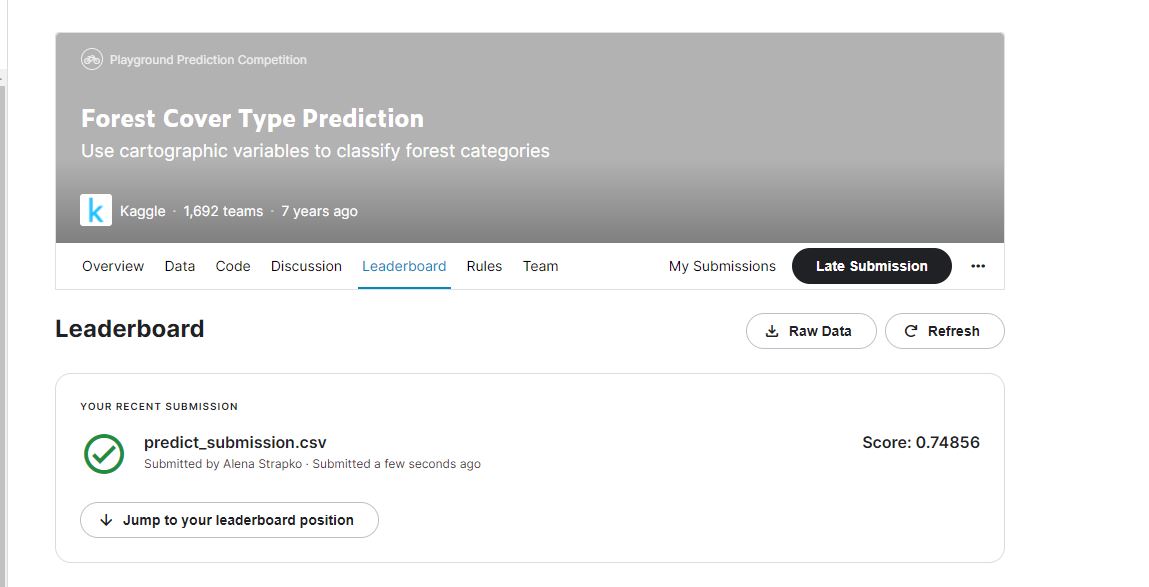 Playground Prediction Competition
Forest Cover Type Prediction
Use cartographic variables to classify forest categories
k
Kaggle · 1,692 teams · 7 years ago
Overview Data Code Discussion Leaderboard Rules Team My Submissions Late Submission ...
Leaderboard Raw Data Refresh
YOUR RECENT SUBMISSION
predict_submission.csv Score: 0.74856
Submitted by Alena Strapko · Submitted a few seconds ago
Jump to your leaderboard position